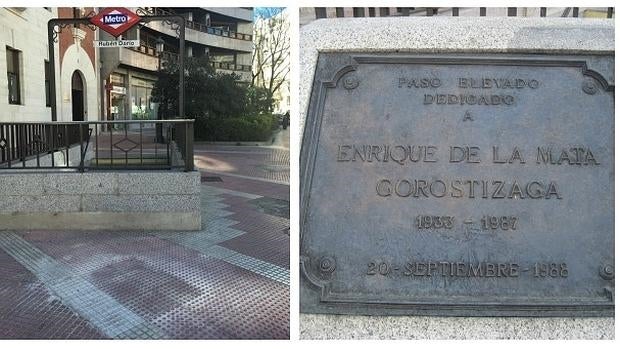 Metro
Rubén Darío
PASO ELEVADO
DEDICADO
A
ENRIQUE DE LA MATA
GOROSTIZAGA
1933 - 1987
20-SEPTIEMBRE-1988